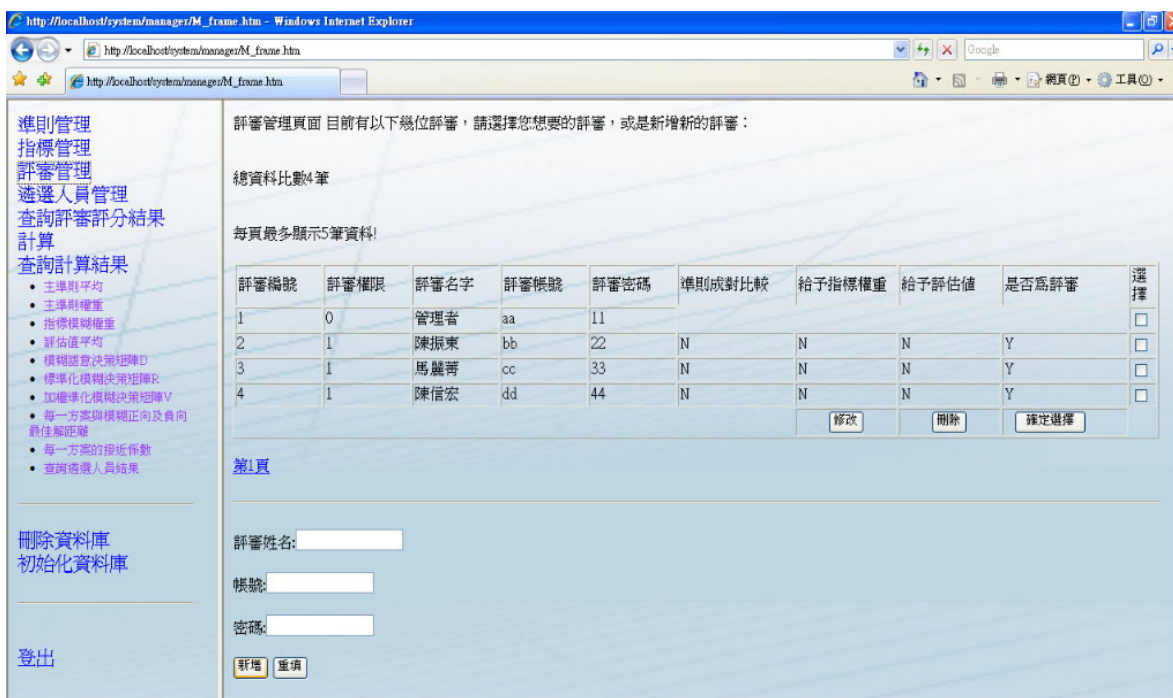 http://localhost/system/manager/M_frame.htm - Windows Internet Explorer
http://localhost/system/manager/M_frame.htm
Google
http://localhost/system/manager/M_frame.htm
網頁(P)
工具(O)
準則管理
指標管理
評審管理
遴選人員管理
查詢評審評分結果
計算
查詢計算結果
主準則平均
主準則權重
指標模糊權重
評估值平均
模糊語意決策矩陣D
標準化模糊決策矩陣R
加權準化模糊決策矩陣V
每一方案與模糊正向及負向
最佳解距離
每一方案的接近係數
查詢遴選人員結果
刪除資料庫
初始化資料庫
登出
評審管理頁面 目前有以下幾位評審,請選擇您想要的評審,或是新增新的評審:
總資料比數4筆
每頁最多顯示5筆資料!
評審編號 評審權限 評審名字 評審帳號 評審密碼 準則成對比較 給予指標權重 給予評估值 是否為評審 選擇
1 0 管理者 aa 11
2 1 陳振東 bb 22 N N N Y
3 1 馬麗菁 cc 33 N N N Y
4 1 陳信宏 dd 44 N N N Y
修改 刪除 確定選擇
第1頁
評審姓名:
帳號:
密碼:
新增 重填